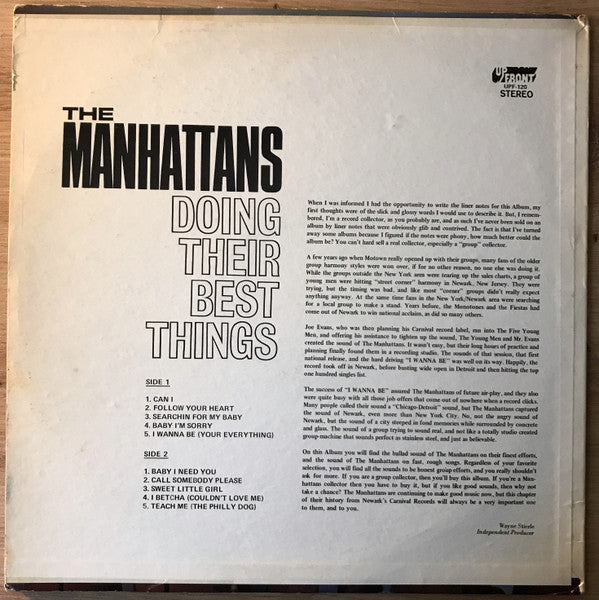 UP FRONT
UPF-120
STEREO
THE
MANHATTANS
DOING
THEIR
BEST
THINGS
SIDE 1
1. CAN I
2. FOLLOW YOUR HEART
3. SEARCHIN FOR MY BABY
4. BABY I'M SORRY
5. I WANNA BE (YOUR EVERYTHING)
SIDE 2
1. BABY I NEED YOU
2. CALL SOMEBODY PLEASE
3. SWEET LITTLE GIRL
4. I BETCHA (COULDN'T LOVE ME)
5. TEACH ME (THE PHILLY DOG)
When I was informed I had the opportunity to write the liner notes for this Album, my
first thoughts were of the slick and glossy words I would use to describe it. But, I remem-
bered, I'm a record collector, as you probably are, and as such I've never been sold on an
album by liner notes that were obviously glib and contrived. The fact is that I've turned
away some albums because I figured if the notes were phony, how much better could the
album be? You can't hard sell a real collector, especially a "group" collector.
A few years ago when Motown really opened up with their groups, many fans of the older
group harmony styles were won over, if for no other reason, no one else was doing it.
While the groups outside the New York area were tearing up the sales charts, a group of
young men were hitting "street corner" harmony in Newark, New Jersey. They were
trying, but the timing was bad, and like most "corner" groups didn't really expect
anything anyway. At the same time fans in the New York/Newark area were searching
for a local group to make a stand. Years before, the Monotones and the Fiestas had
come out of Newark to win national acclaim, as did so many others.
Joe Evans, who was then planning his Carnival record label, ran into The Five Young
Men, and offering his assistance to tighten up the sound, The Young Men and Mr. Evans
created the sound of The Manhattans. It wasn't easy, but their long hours of practice and
planning finally found them in a recording studio. The sounds of that session, that first
national release, and the hard driving "I WANNA BE" was well on its way. Happily, the
record took off in Newark, before busting wide open in Detroit and then hitting the top
one hundred singles list.
The success of "I WANNA BE" assured The Manhattans of future air-play, and they also
were quite busy with all those job offers that come out of nowhere when a record clicks.
Many people called their sound a "Chicago-Detroit" sound, but The Manhattans captured
the sound of Newark, even more than New York City. No, not the angry sound of
Newark, but the sound of a city steeped in fond memories while surrounded by concrete
and glass. The sound of a group trying to sound real, and not like a totally studio created
group-machine that sounds perfect as stainless steel, and just as believable.
On this Album you will find the ballad sound of The Manhattans on their finest efforts,
and the sound of The Manhattans on fast, rough songs. Regardless of your favorite
selection, you will find all the sounds to be honest group efforts, and you really shouldn't
ask for more. If you are a group collector, then you'll buy this album. If you're a Man-
hattans collector then you have to buy it, but if you like good sounds, then why not
take a chance? The Manhattans are continuing to make good music now, but this chapter
of their history from Newark's Carnival Records will always be a very important one
to them, and to you.
Wayne Stierle
Independent Producer